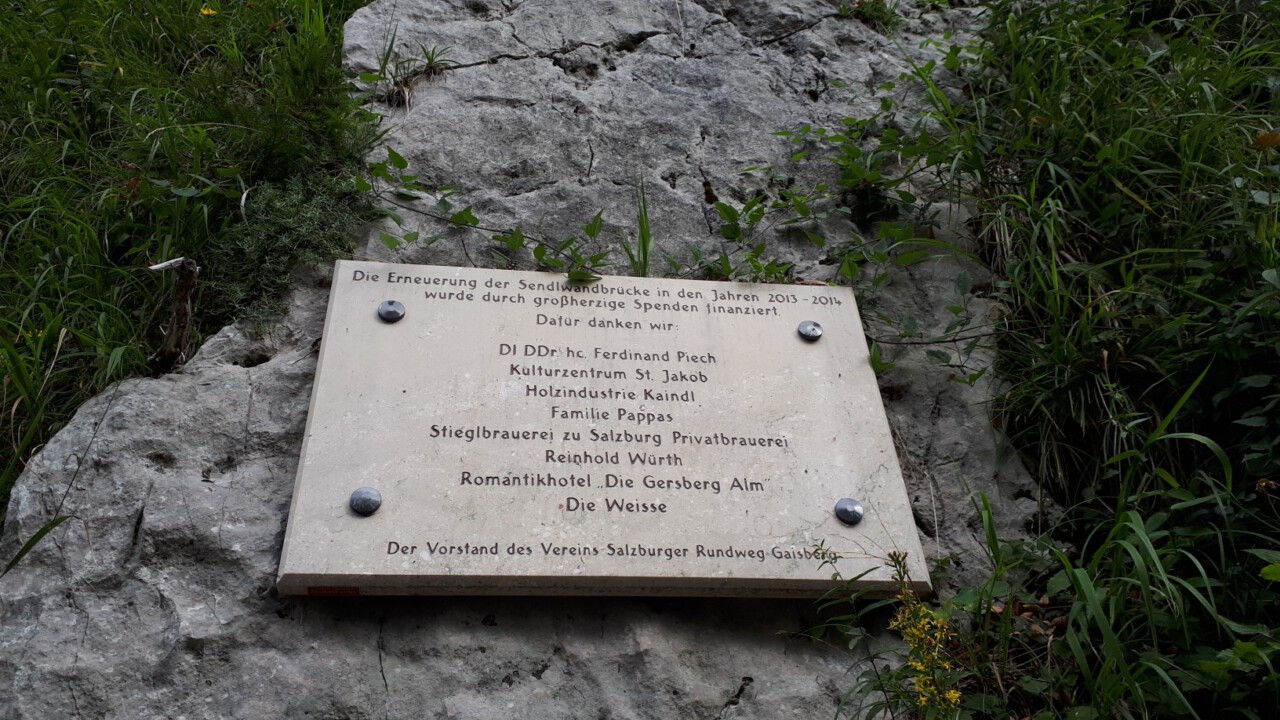 Die Erneuerung der Sendlwandbrücke in den Jahren 2013 - 2014
wurde durch großherzige Spenden finanziert.
Dafür danken wir:
DI DDr. hc. Ferdinand Piech
Kulturzentrum St. Jakob
Holzindustrie Kaindl
Familie Pappas
Stieglbrauerei zu Salzburg Privatbrauerei
Reinhold Würth
Romantikhotel „Die Gersberg Alm"
Die Weisse
Der Vorstand des Vereins Salzburger Rundweg Gaisberg